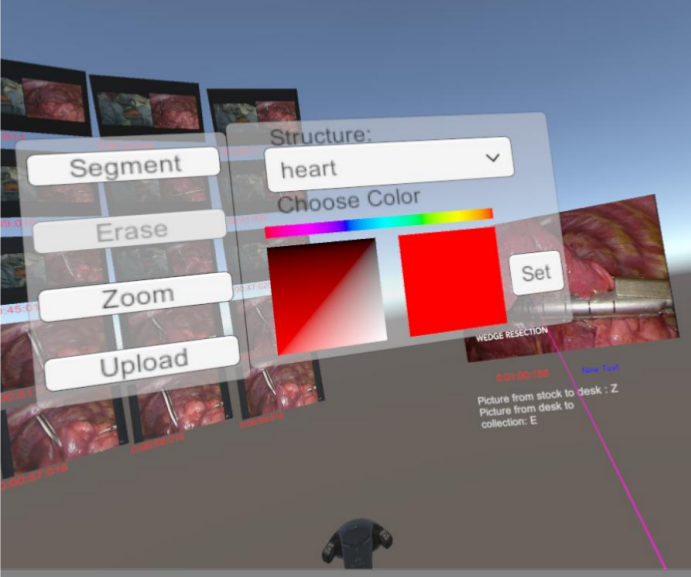 Structure:
Segment
heart
Choose Color
Erase
Zoom
Set
Upload
WEDGE RESECTION
New Text
Picture from stock to desk : Z
Picture from desk to
collection: E